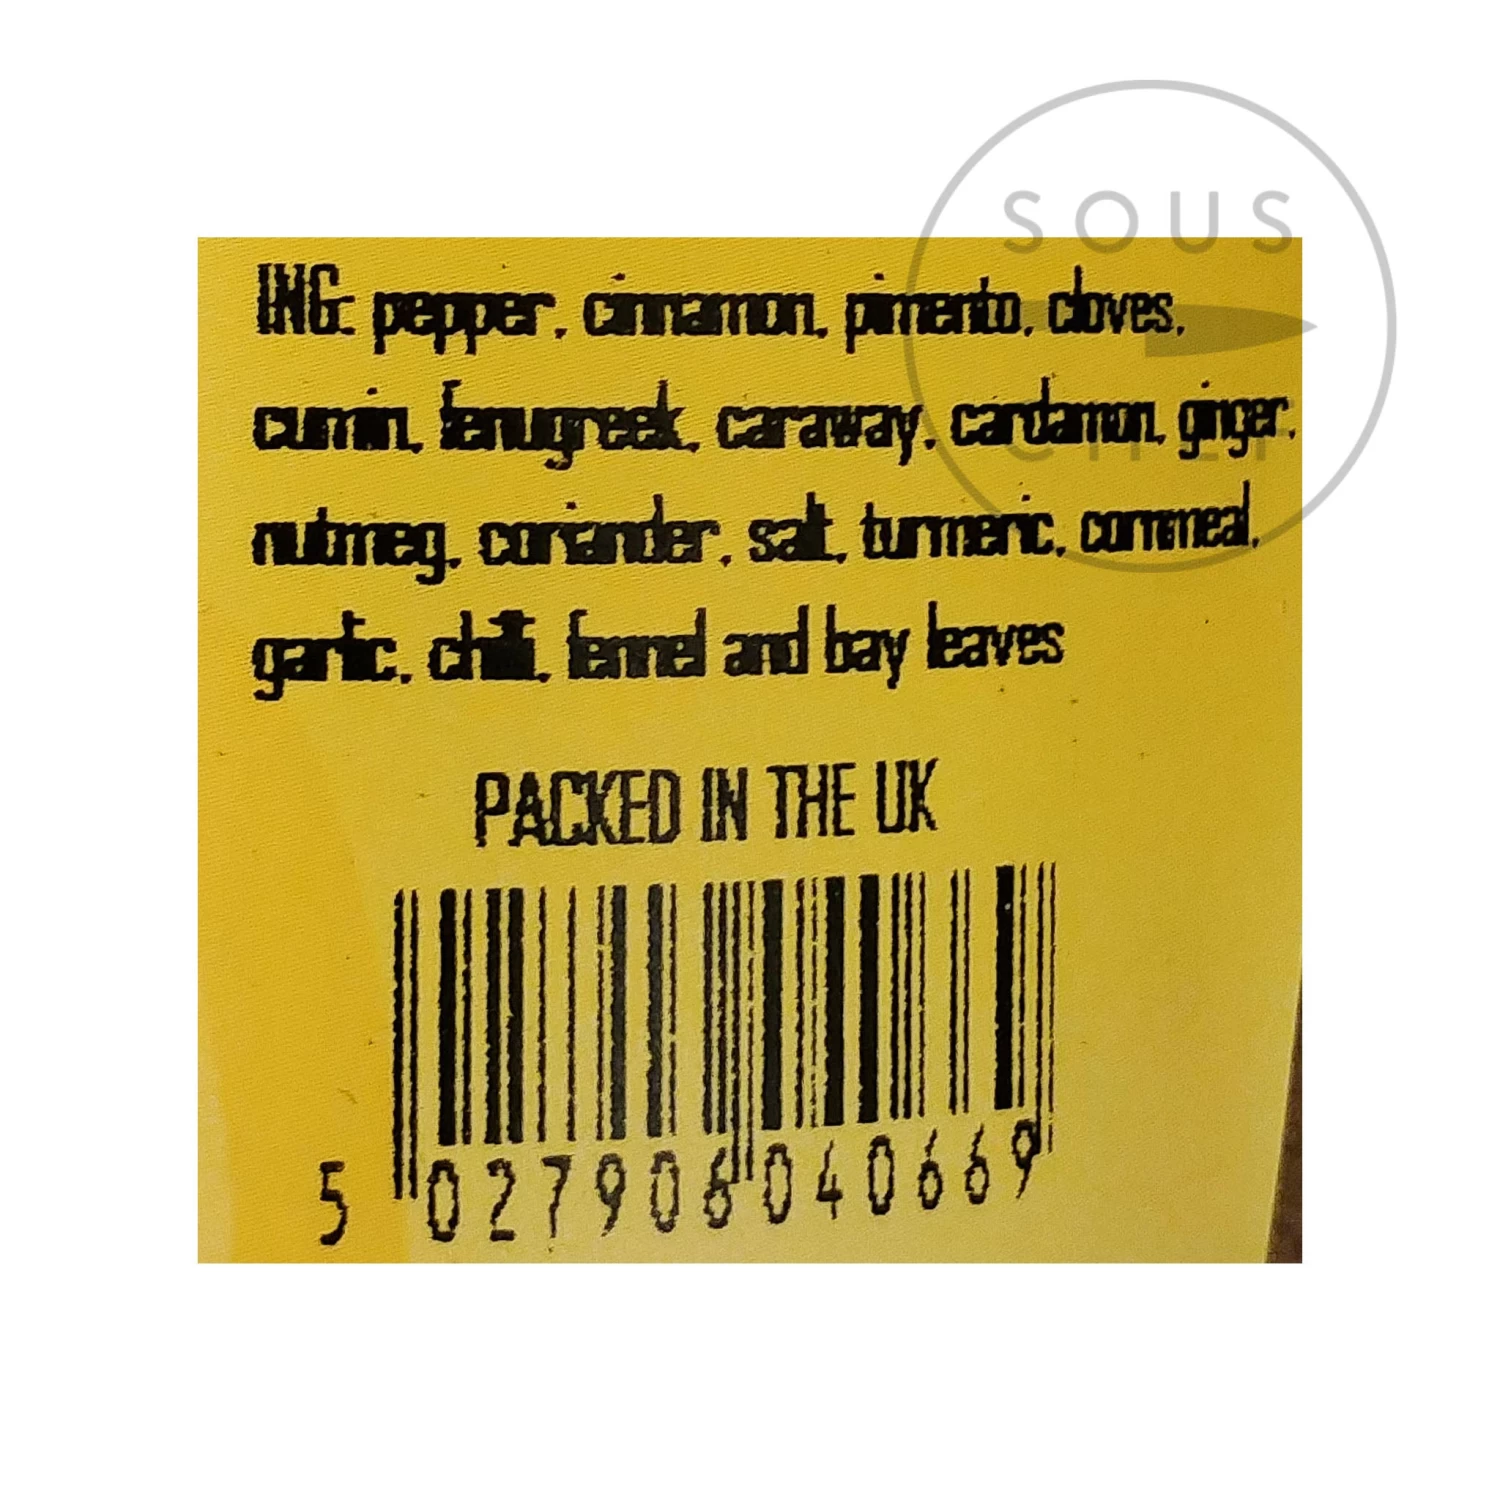 SOUS
CHEF
ING: pepper, cinnamon, pimento, cloves,
cumin, fenugreek, caraway, cardamon, ginger,
nutmeg, coriander, salt, turmeric, cornmeal,
garlic, chilli, fennel and bay leaves
PACKED IN THE UK
5 027906 040669